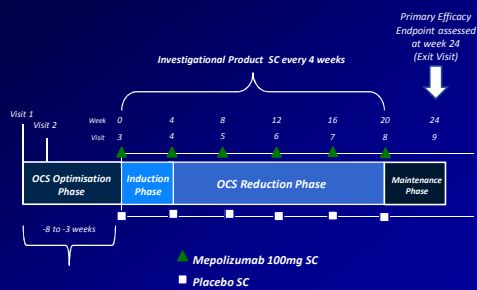 Primary Efficacy
Endpoint assessed
at week 24
(Exit Visit)
Investigational Product SC every 4 weeks
Visit 1
Visit 2
Week 0 4 8 12 16 20 24
Visit 3 4 5 6 7 8 9
OCS Optimisation
Phase
Induction
Phase
OCS Reduction Phase
Maintenance
Phase
-8 to -3 weeks
Mepolizumab 100mg SC
Placebo SC